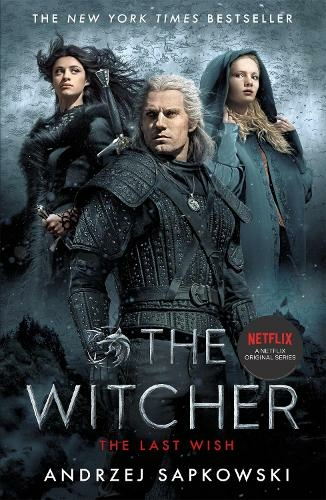 THE NEW YORK TIMES BESTSELLER
THE
WITCHER
NETFLIX
A NETFLIX
ORIGINAL SERIES
THE LAST WISH
ANDRZEJ SAPKOWSKI